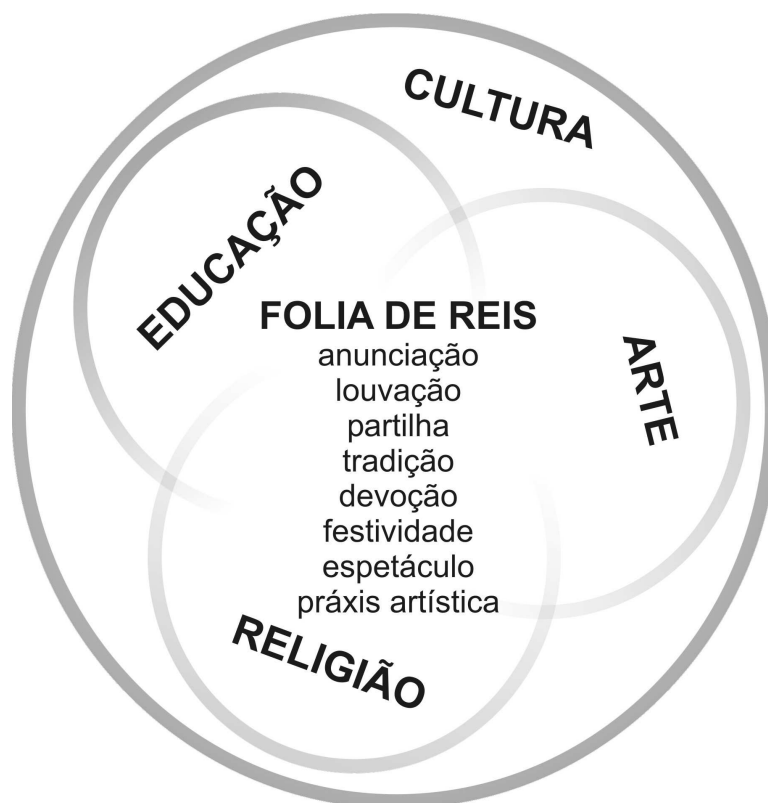 CULTURA
EDUCAÇÃO
FOLIA DE REIS
anunciação
louvação
partilha
tradição
devoção
festividade
espetáculo
práxis artística
ARTE
RELIGIÃO